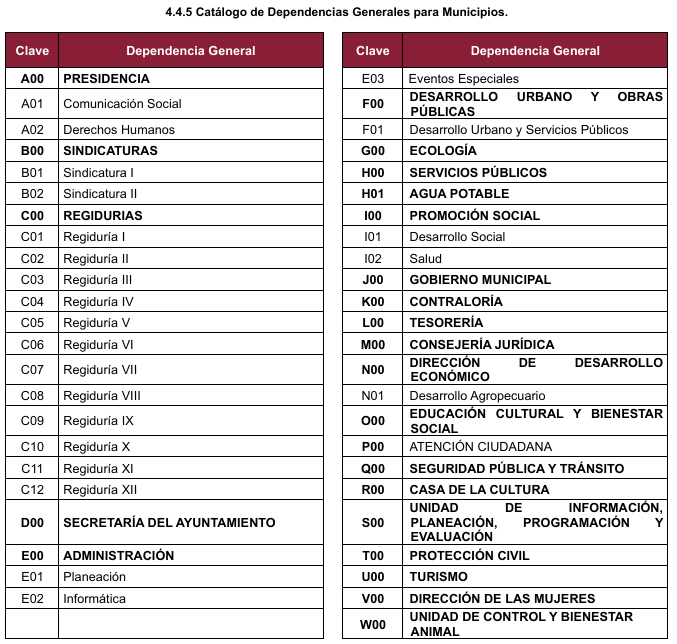 4.4.5 Catálogo de Dependencias Generales para Municipios.
Clave Dependencia General
A00 PRESIDENCIA
A01 Comunicación Social
A02 Derechos Humanos
B00 SINDICATURAS
B01 Sindicatura I
B02 Sindicatura II
C00 REGIDURIAS
C01 Regiduría I
C02 Regiduría II
C03 Regiduría III
C04 Regiduría IV
C05 Regiduría V
C06 Regiduría VI
C07 Regiduría VII
C08 Regiduría VIII
C09 Regiduría IX
C10 Regiduría X
C11 Regiduría XI
C12 Regiduría XII
D00 SECRETARÍA DEL AYUNTAMIENTO
E00 ADMINISTRACIÓN
E01 Planeación
E02 Informática
Clave Dependencia General
E03 Eventos Especiales
F00 DESARROLLO URBANO Y OBRAS
PÚBLICAS
F01 Desarrollo Urbano y Servicios Públicos
G00 ECOLOGÍA
H00 SERVICIOS PÚBLICOS
H01 AGUA POTABLE
I00 PROMOCIÓN SOCIAL
I01 Desarrollo Social
I02 Salud
J00 GOBIERNO MUNICIPAL
K00 CONTRALORÍA
L00 TESORERÍA
M00 CONSEJERÍA JURÍDICA
N00 DIRECCIÓN DE DESARROLLO
ECONÓMICO
N01 Desarrollo Agropecuario
O00 EDUCACIÓN CULTURAL Y BIENESTAR
SOCIAL
P00 ATENCIÓN CIUDADANA
Q00 SEGURIDAD PÚBLICA Y TRÁNSITO
R00 CASA DE LA CULTURA
S00 UNIDAD DE INFORMACIÓN,
PLANEACIÓN, PROGRAMACIÓN Y
EVALUACIÓN
T00 PROTECCIÓN CIVIL
U00 TURISMO
V00 DIRECCIÓN DE LAS MUJERES
W00 UNIDAD DE CONTROL Y BIENESTAR
ANIMAL